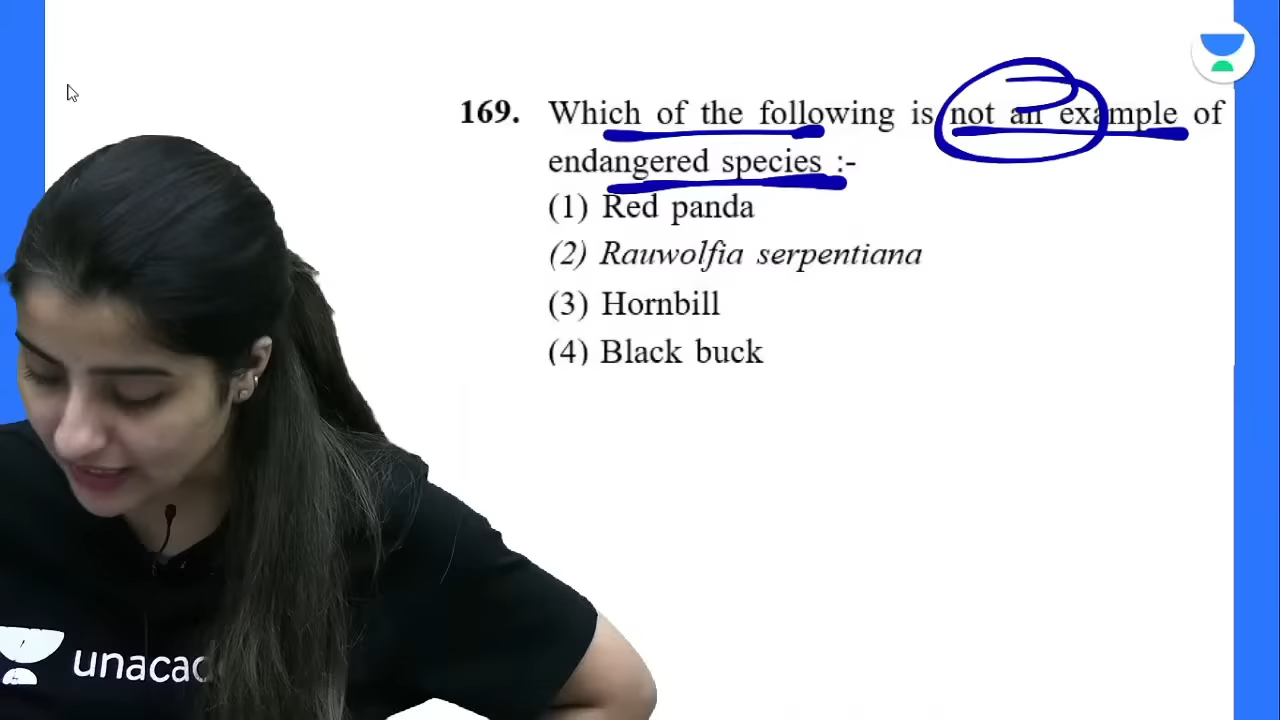 169. Which of the following is not an example of
endangered species :-
(1) Red panda
(2) Rauwolfia serpentiana
(3) Hornbill
(4) Black buck
unacad